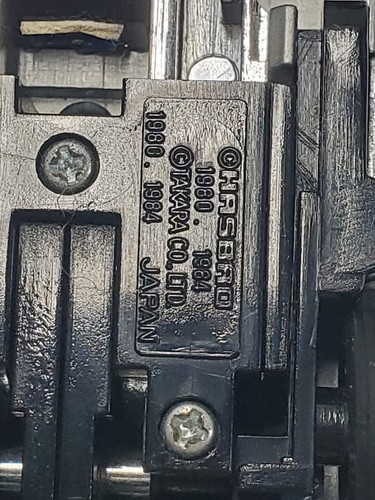 ©HASBRO
1980. 1984
©TAKARA CO., LTD.
1980. 1984 JAPAN